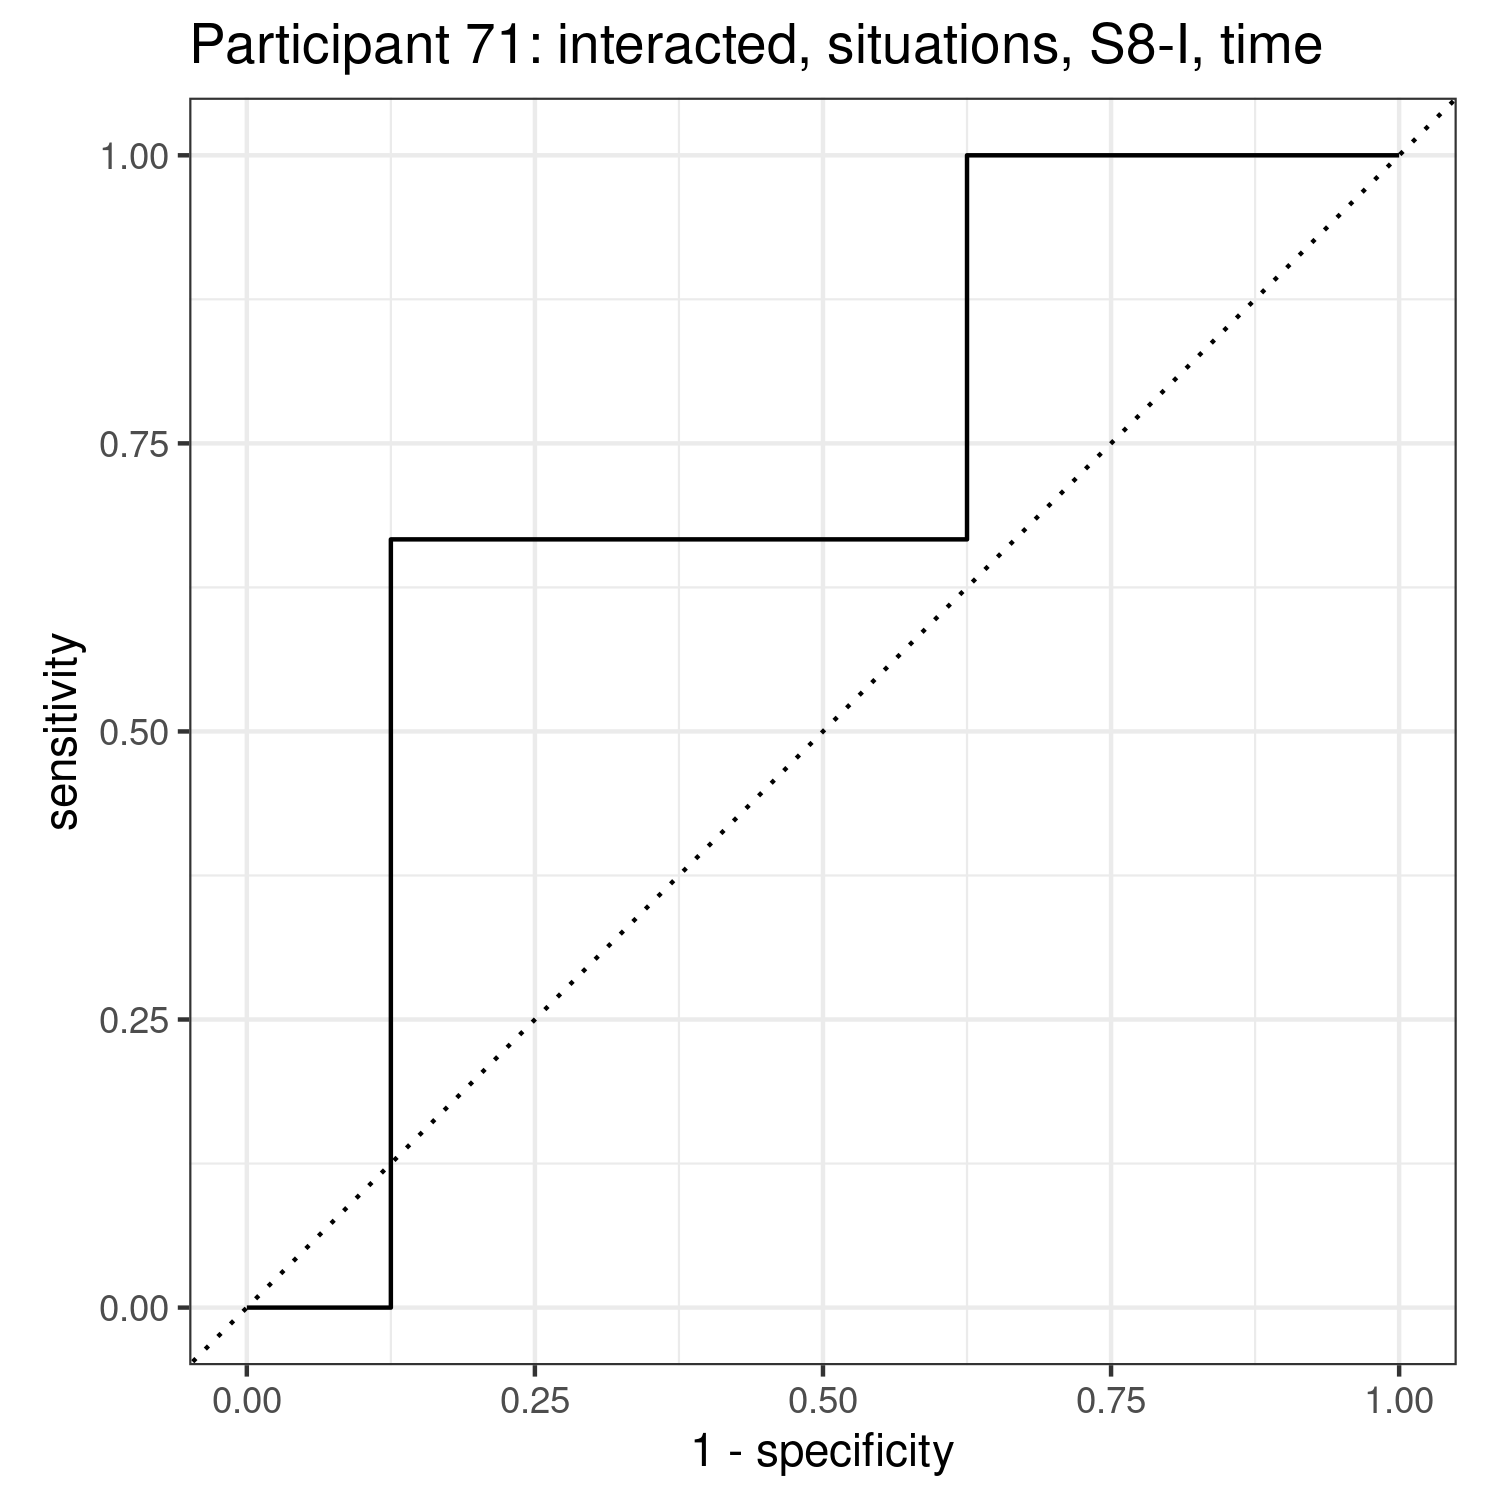 Participant 71: interacted, situations, S8-I, time
1.00
0.75
0.50
0.25
0.00
sensitivity
0.00 0.25 0.50 0.75 1.00
1 - specificity